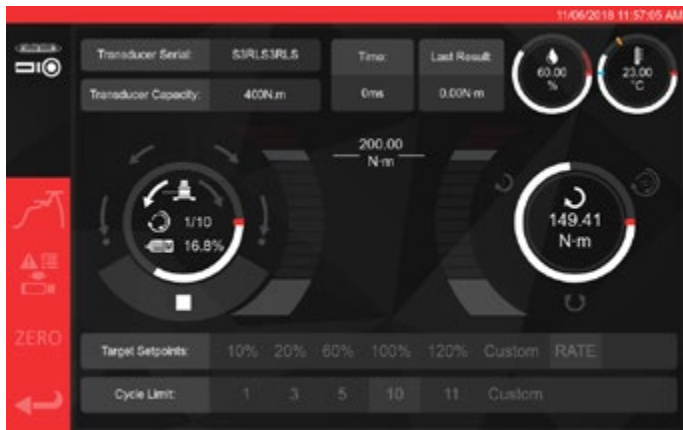 11/06/2018 11:57:05 AM
Transducer Serial: S3RLS3RLS
Time:
Last Result
60.00 %
23.00 °C
Transducer Capacity: 400N.m
0ms
0.00N·m
200.00
N·m
1/10
16.8%
149.41
N·m
ZERO
Target Setpoints: 10% 20% 60% 100% 120% Custom RATE
Cycle Limit: 1 3 5 10 11 Custom